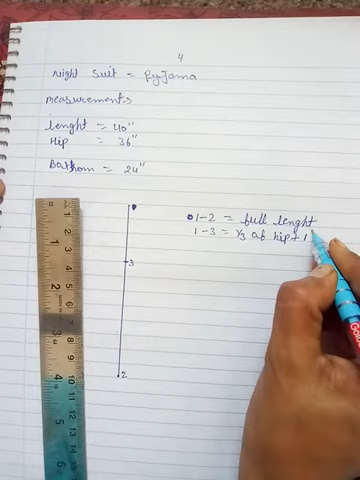 4
Night Suit = PyJama
measurements
lenght = 40"
Hip = 36"
Bathom = 24"
1-2 = full lenght
1-3 = 1/3 of hip + 1
3
2